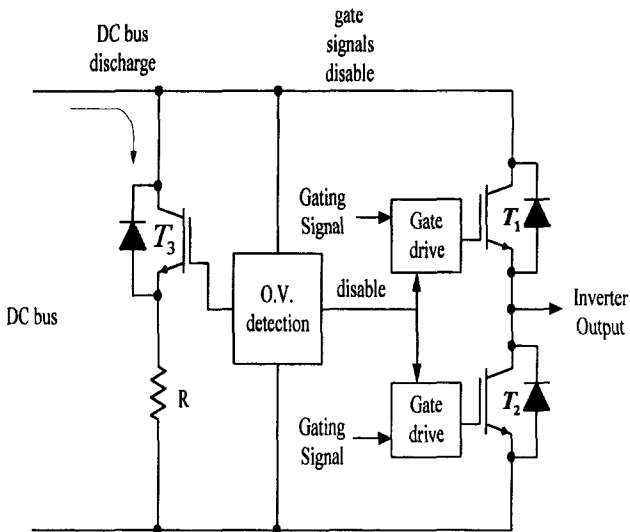 DC bus
discharge
gate
signals
disable
Gating
Signal
Gate
drive
T₁
T₃
O.V.
detection
disable
Inverter
Output
DC bus
R
Gate
drive
T₂
Gating
Signal